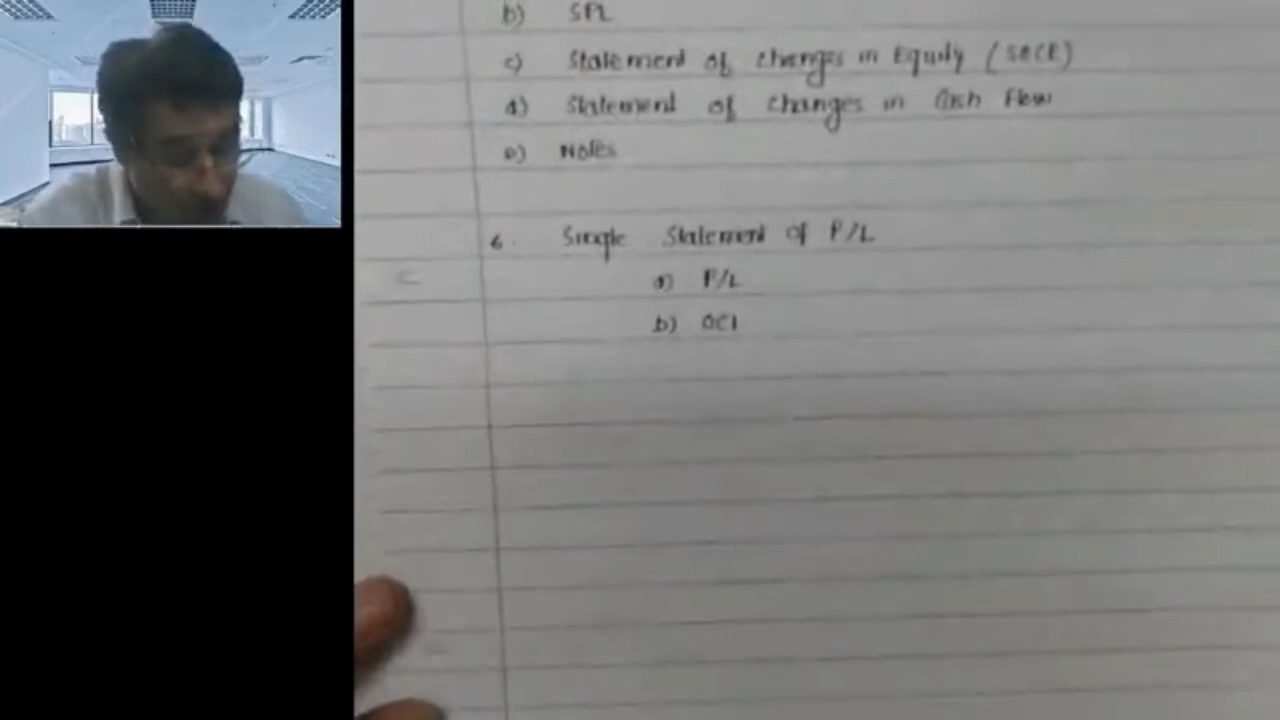 b) SPL
c) Statement of changes in Equity (SOCE)
d) Statement of changes in Cash Flow
e) Notes
6. Single Statement of P/L
a) P/L
b) OCI